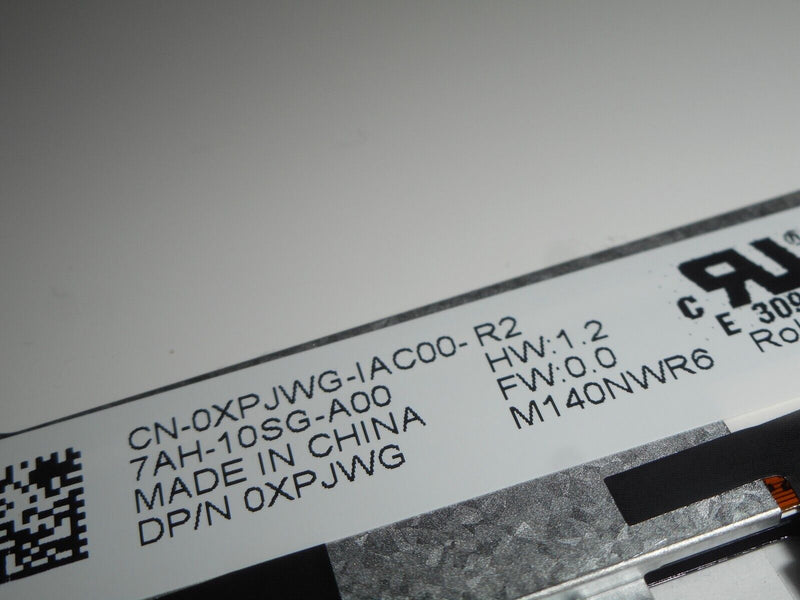 CN-0XPJWG-IAC00-R2
7AH-10SG-A00
MADE IN CHINA
DP/N 0XPJWG
HW:1.2
FW:0.0
M140NWR6
C
E 309